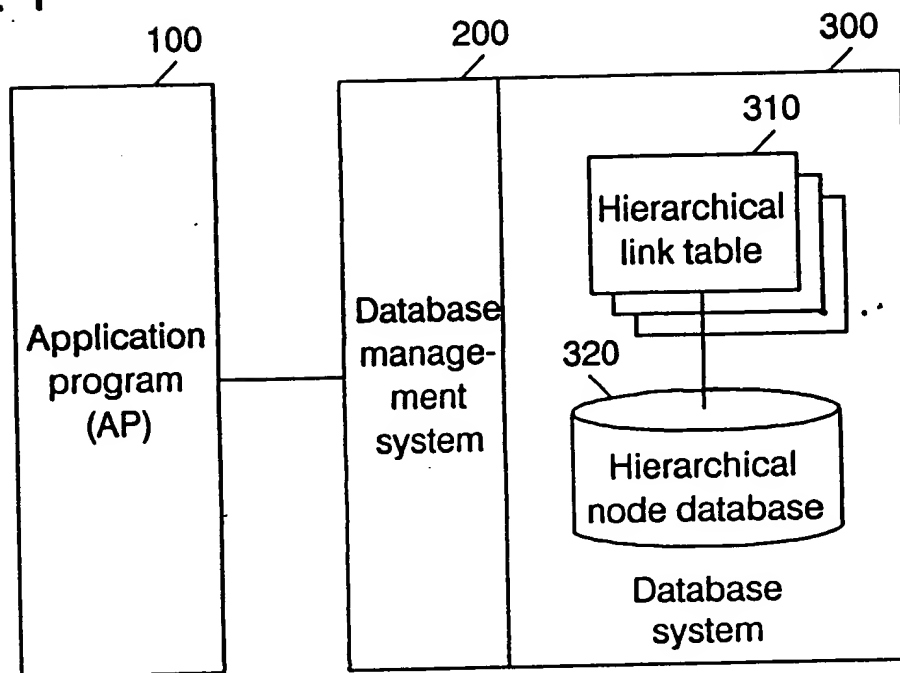 100
200
300
310
Hierarchical
link table
Application
program
(AP)
Database
manage-
ment
system
320
Hierarchical
node database
Database
system